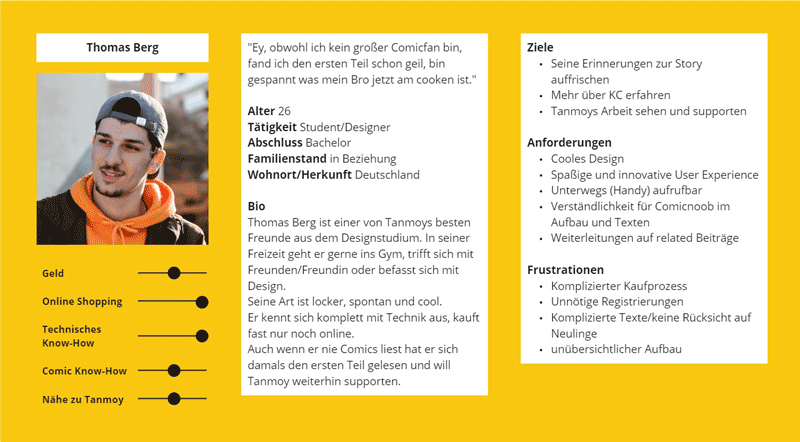 Thomas Berg
Geld
Online Shopping
Technisches
Know-How
Comic Know-How
Nähe zu Tanmoy
"Ey, obwohl ich kein großer Comicfan bin,
fand ich den ersten Teil schon geil, bin
gespannt was mein Bro jetzt am cooken ist."
Alter 26
Tätigkeit Student/Designer
Abschluss Bachelor
Familienstand in Beziehung
Wohnort/Herkunft Deutschland
Bio
Thomas Berg ist einer von Tanmoys besten
Freunde aus dem Designstudium. In seiner
Freizeit geht er gerne ins Gym, trifft sich mit
Freunden/Freundin oder befasst sich mit
Design.
Seine Art ist locker, spontan und cool.
Er kennt sich komplett mit Technik aus, kauft
fast nur noch online.
Auch wenn er nie Comics liest hat er sich
damals den ersten Teil gelesen und will
Tanmoy weiterhin supporten.
Ziele
• Seine Erinnerungen zur Story
auffrischen
• Mehr über KC erfahren
• Tanmoys Arbeit sehen und supporten
Anforderungen
• Cooles Design
• Spaßige und innovative User Experience
• Unterwegs (Handy) aufrufbar
• Verständlichkeit für Comicnoob im
Aufbau und Texten
• Weiterleitungen auf related Beiträge
Frustrationen
• Komplizierter Kaufprozess
• Unnötige Registrierungen
• Komplizierte Texte/keine Rücksicht auf
Neulinge
• unübersichtlicher Aufbau